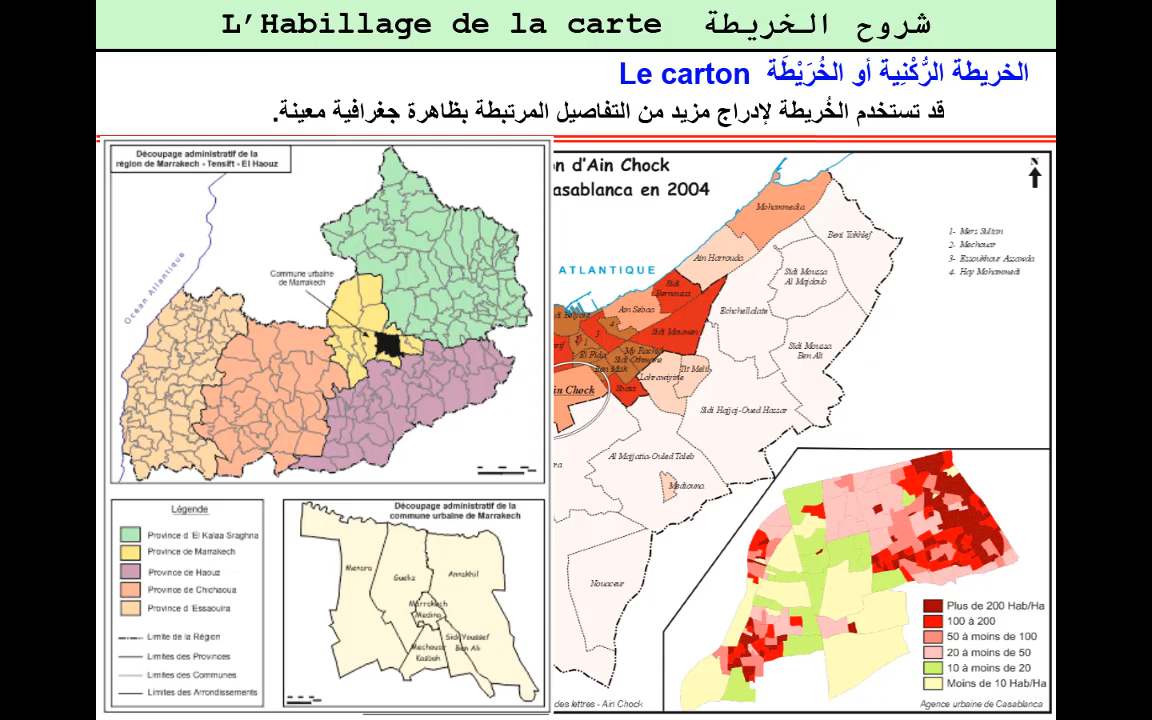 L'Habillage de la carte شروح الخريطة
الخريطة الرُّكْنِية أو الخُرَيْطَة Le carton
قد تستخدم الخُريطة لإدراج مزيد من التفاصيل المرتبطة بظاهرة جغرافية معينة.
Découpage administratif de la
région de Marrakech - Tensift - El Haouz
Océan Atlantique
Commune urbaine
de Marrakech
Légende
Province d 'El Kalaa Sraghna
Province de Marrakech
Province de Haouz
Province de Chichaoua
Province d 'Essaouira
Limite de la Région
Limites des Provinces
Limites des Communes
Limites des Arrondissements
Découpage administratif de la
commune urbaine de Marrakech
Menara
Gueliz
Annakhil
Marrakech
Medina
Mechouar
Kasbah
Sidi Youssef
Ben Ali
on d'Ain Chock
asablanca en 2004
N
ATLANTIQUE
Mohammedia
Beni Yakhlef
Ain Harrouda
Sidi Moussa
Al Majdoub
Sidi
Bernoussi
Ain Sebaa
Echchellalate
Sidi Moumen
Sidi Moussa
Ben Ali
El Fida
My Rachid
Sidi Othmane
Ben Msik
Lahrawiyine
Tit Mellil
Sbata
in Chock
Sidi Hajjaj-Oued Hassar
Al Majjatia-Ouled Taleb
Mediouna
Nouaceur
1- Mers Sultan
2- Mechouar
3- Essoukhour Assawda
4- Hay Mohammedi
Plus de 200 Hab/Ha
100 à 200
50 à moins de 100
20 à moins de 50
10 à moins de 20
Moins de 10 Hab/Ha
des lettres - Ain Chock
Agence urbaine de Casablanca